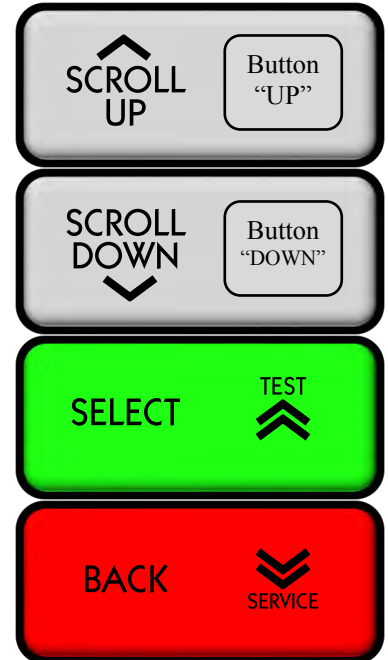 SCROLL
UP
Button
“UP”
SCROLL
DOWN
Button
“DOWN”
SELECT
TEST
BACK
SERVICE